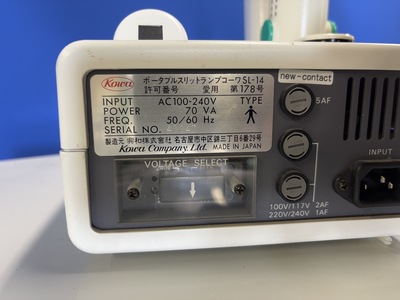 Kowa
ポータブルスリットランプコーワSL-14
許可番号 愛用 第178号
INPUT AC100-240V TYPE
POWER 70 VA
FREQ. 50/60 Hz
SERIAL NO.
製造元 興和株式会社 名古屋市中区錦三丁目6番29号
Kowa Company, Ltd. MADE IN JAPAN
VOLTAGE SELECT
new-contact
5AF
INPUT
100V/117V 2AF
220V/240V 1AF